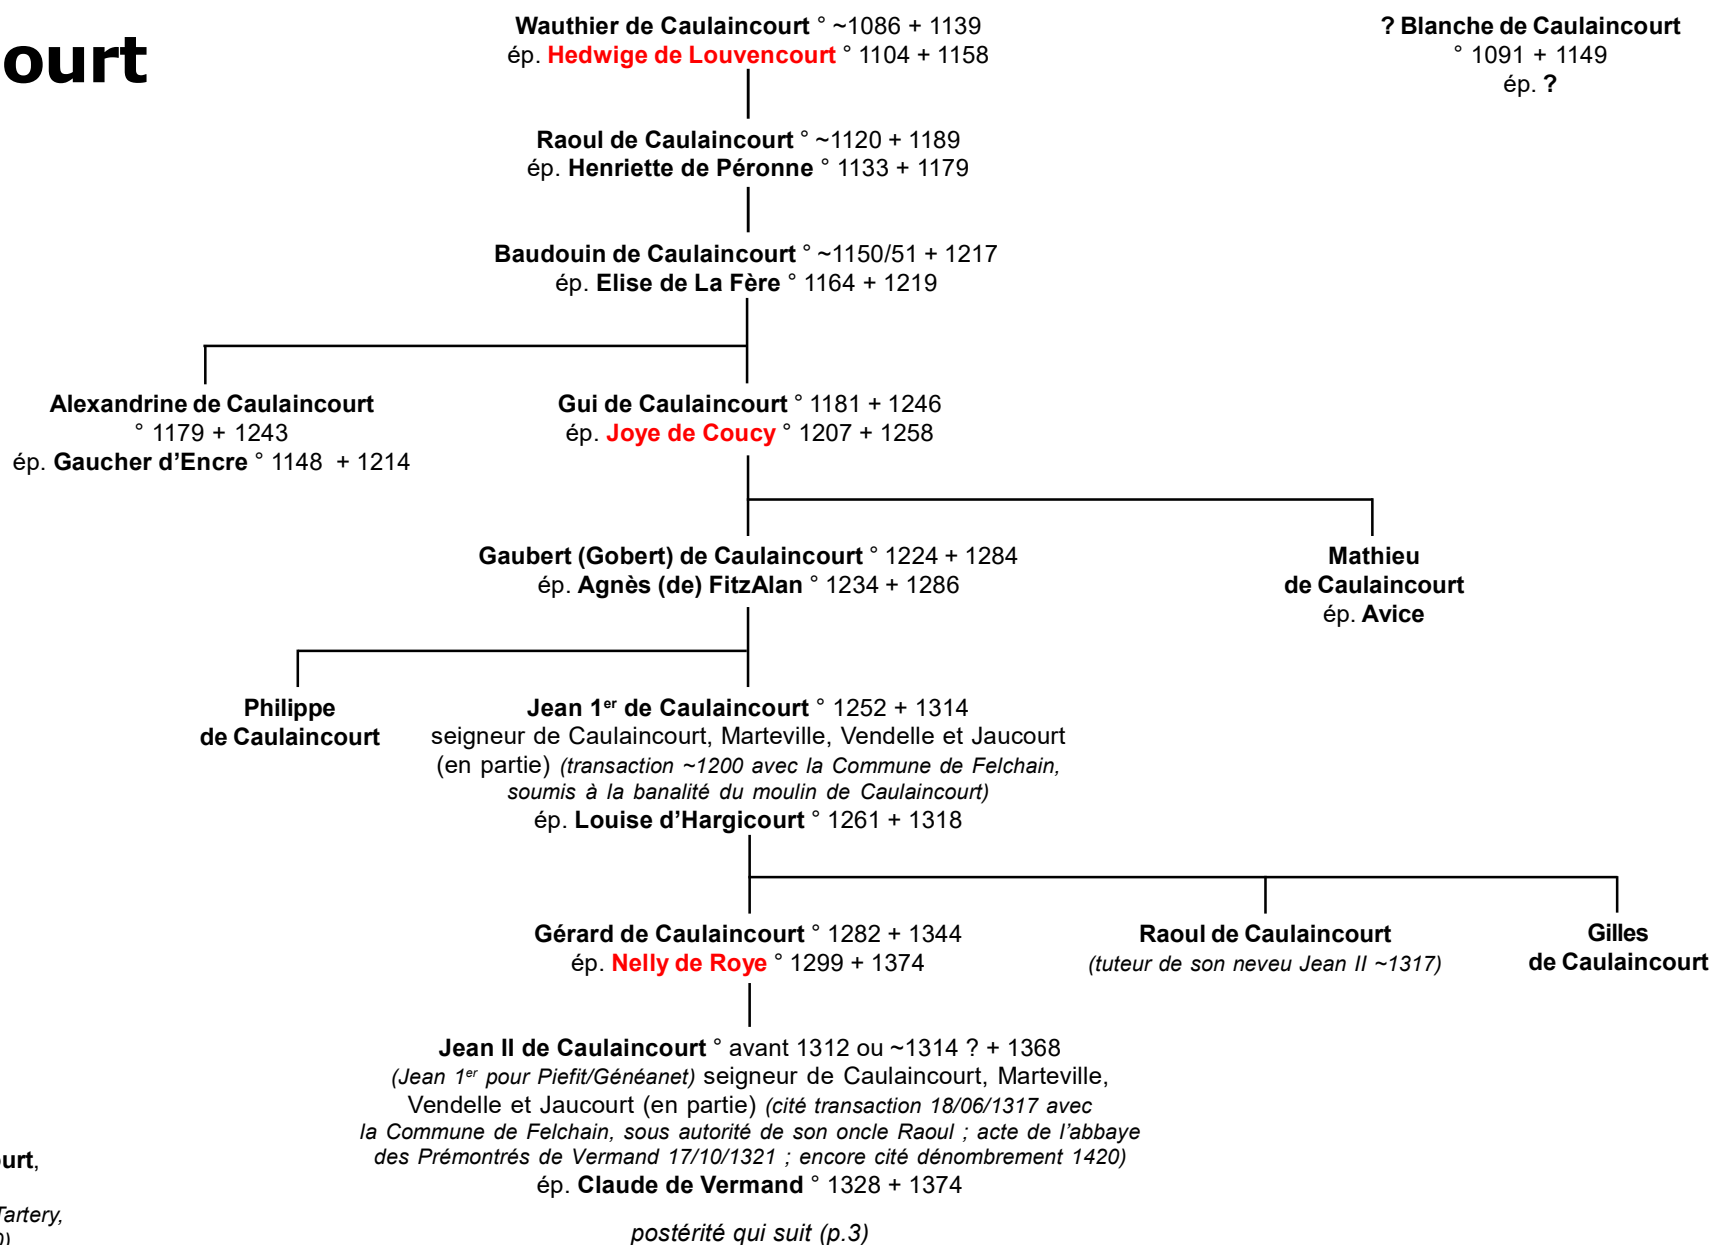 ourt
Wauthier de Caulaincourt ° ~1086 + 1139
ép. Hedwige de Louvencourt ° 1104 + 1158
? Blanche de Caulaincourt
° 1091 + 1149
ép. ?
Raoul de Caulaincourt ° ~1120 + 1189
ép. Henriette de Péronne ° 1133 + 1179
Baudouin de Caulaincourt ° ~1150/51 + 1217
ép. Elise de La Fère ° 1164 + 1219
Alexandrine de Caulaincourt
° 1179 + 1243
ép. Gaucher d’Encre ° 1148 + 1214
Gui de Caulaincourt ° 1181 + 1246
ép. Joye de Coucy ° 1207 + 1258
Gaubert (Gobert) de Caulaincourt ° 1224 + 1284
ép. Agnès (de) FitzAlan ° 1234 + 1286
Mathieu
de Caulaincourt
ép. Avice
Philippe
de Caulaincourt
Jean 1er de Caulaincourt ° 1252 + 1314
seigneur de Caulaincourt, Marteville, Vendelle et Jaucourt
(en partie) (transaction ~1200 avec la Commune de Felchain,
soumis à la banalité du moulin de Caulaincourt)
ép. Louise d’Hargicourt ° 1261 + 1318
Gérard de Caulaincourt ° 1282 + 1344
ép. Nelly de Roye ° 1299 + 1374
Raoul de Caulaincourt
(tuteur de son neveu Jean II ~1317)
Gilles
de Caulaincourt
Jean II de Caulaincourt ° avant 1312 ou ~1314 ? + 1368
(Jean 1er pour Piefit/Généanet) seigneur de Caulaincourt, Marteville,
Vendelle et Jaucourt (en partie) (cité transaction 18/06/1317 avec
la Commune de Felchain, sous autorité de son oncle Raoul ; acte de l’abbaye
des Prémontrés de Vermand 17/10/1321 ; encore cité dénombrement 1420)
ép. Claude de Vermand ° 1328 + 1374
postérité qui suit (p.3)
urt,
Tartery,